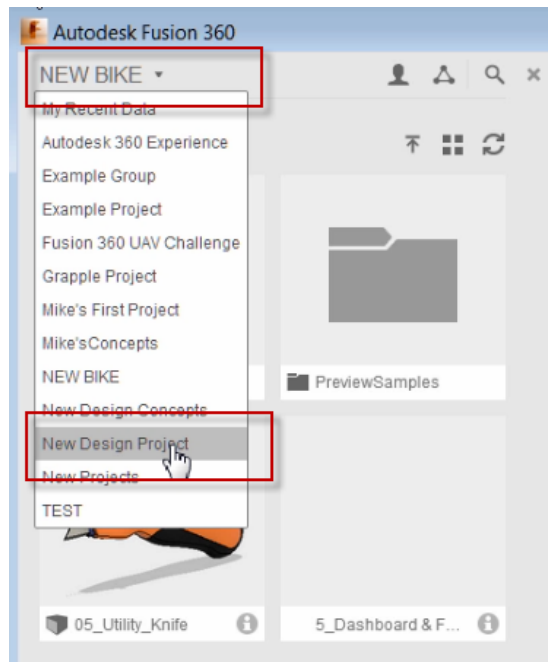 Autodesk Fusion 360
NEW BIKE
My Recent Data
Autodesk 360 Experience
Example Group
Example Project
Fusion 360 UAV Challenge
Grapple Project
Mike's First Project
Mike'sConcepts
NEW BIKE
PreviewSamples
New Design Concepts
New Design Project
New Projects
TEST
05_Utility_Knife
5_Dashboard & F...